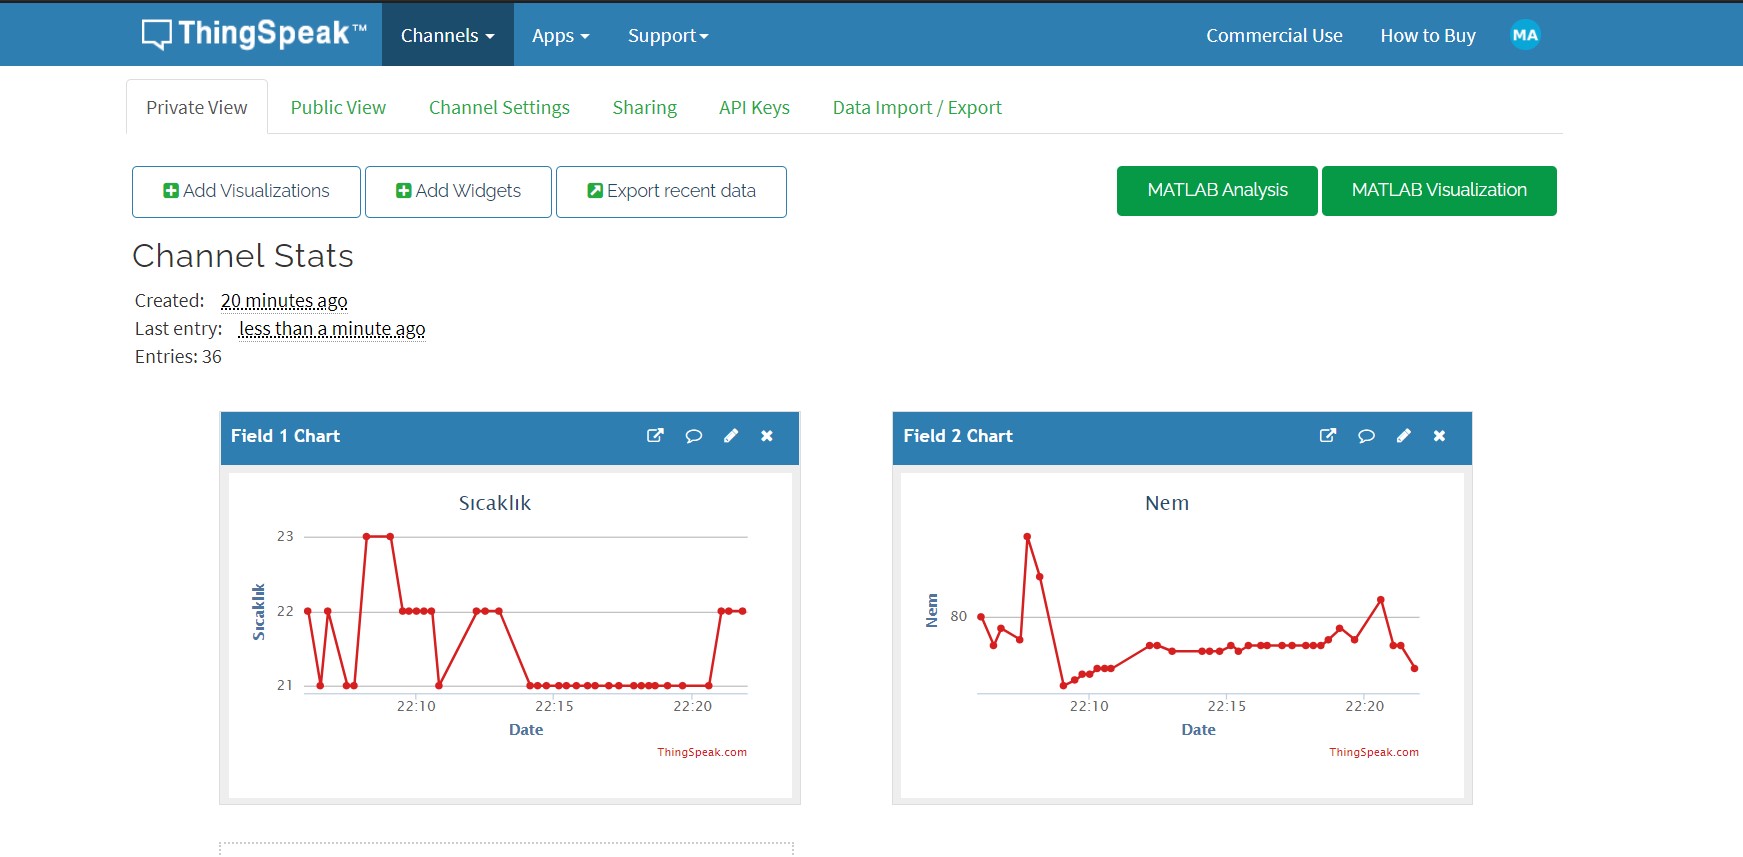 ThingSpeak™ Channels Apps Support Commercial Use How to Buy MA
Private View Public View Channel Settings Sharing API Keys Data Import / Export
Add Visualizations Add Widgets Export recent data MATLAB Analysis MATLAB Visualization
Channel Stats
Created: 20 minutes ago
Last entry: less than a minute ago
Entries: 36
Field 1 Chart
Sıcaklık
Sıcaklık
23
22
21
22:10 22:15 22:20
Date
ThingSpeak.com
Field 2 Chart
Nem
Nem
80
22:10 22:15 22:20
Date
ThingSpeak.com